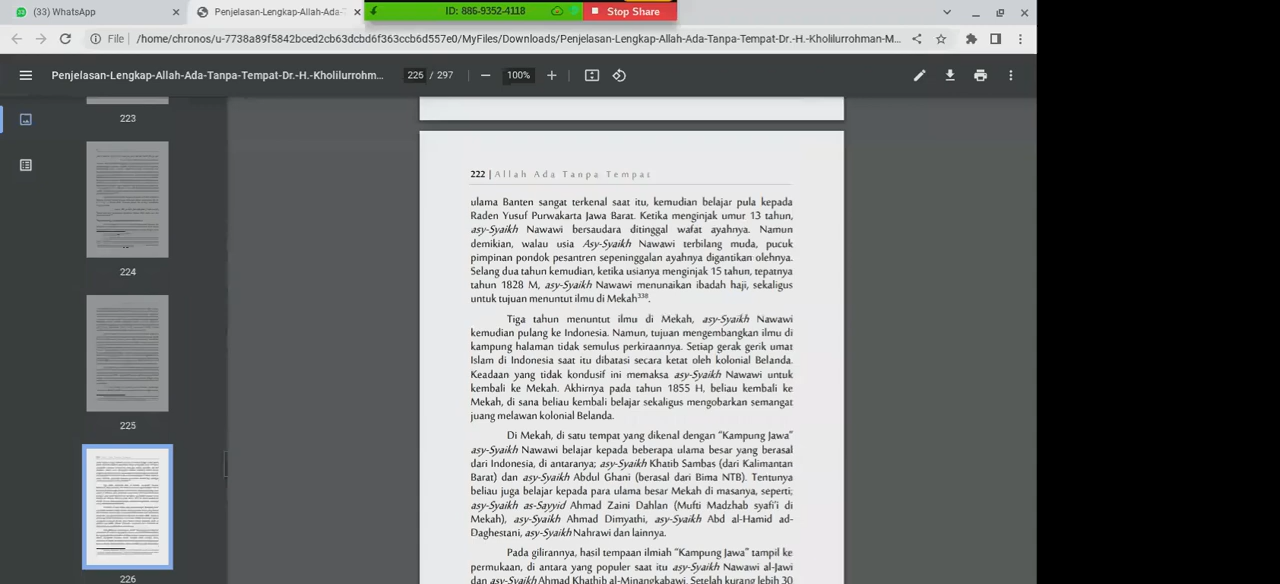 (33) WhatsApp
Penjelasan-Lengkap-Allah-Ada-T
ID: 886-9352-4118
Stop Share
File
/home/chronos/u-7738a89f5842bced2cb63dcbd6f363ccb6d557e0/MyFiles/Downloads/Penjelasan-Lengkap-Allah-Ada-Tanpa-Tempat-Dr.-H.-Kholilurrohman-M...
Penjelasan-Lengkap-Allah-Ada-Tanpa-Tempat-Dr.-H.-Kholilurrohm...
226 / 297
100%
223
224
225
226
222 | Allah Ada Tanpa Tempat
ulama Banten sangat terkenal saat itu, kemudian belajar pula kepada
Raden Yusuf Purwakarta Jawa Barat. Ketika menginjak umur 13 tahun,
asy-Syaikh Nawawi bersaudara ditinggal wafat ayahnya. Namun
demikian, walau usia Asy-Syaikh Nawawi terbilang muda, pucuk
pimpinan pondok pesantren sepeninggalan ayahnya digantikan olehnya.
Selang dua tahun kemudian, ketika usianya menginjak 15 tahun, tepatnya
tahun 1828 M, asy-Syaikh Nawawi menunaikan ibadah haji, sekaligus
untuk tujuan menuntut ilmu di Mekah338.
Tiga tahun menuntut ilmu di Mekah, asy-Syaikh Nawawi
kemudian pulang ke Indonesia. Namun, tujuan mengembangkan ilmu di
kampung halaman tidak semulus perkiraannya. Setiap gerak gerik umat
Islam di Indonesia saat itu dibatasi secara ketat oleh kolonial Belanda.
Keadaan yang tidak kondusif ini memaksa asy-Syaikh Nawawi untuk
kembali ke Mekah. Akhirnya pada tahun 1855 H, beliau kembali ke
Mekah, di sana beliau kembali belajar sekaligus mengobarkan semangat
juang melawan kolonial Belanda.
Di Mekah, di satu tempat yang dikenal dengan “Kampung Jawa”
asy-Syaikh Nawawi belajar kepada beberapa ulama besar yang berasal
dari Indonesia, di antaranya; asy-Syaikh Khatib Sambas (dari Kalimantan
Barat) dan asy-Syaikh Abdul Ghani (berasal dari Bima NTB). Tentunya
beliau juga belajar kepada para ulama besar Mekah di masanya, seperti;
asy-Syaikh as-Sayyid Ahmad Zaini Dahlan (Mufti Madzhab syafi'i di
Mekah), asy-Syaikh Ahmad Dimyathi, asy-Syaikh Abd al-Hamid ad-
Daghestani, asy-Syaikh Nahrawi dan lainnya.
Pada gilirannya, hasil tempaan ilmiah “Kampung Jawa” tampil ke
permukaan, di antara yang populer saat itu asy-Syaikh Nawawi al-Jawi
dan asy-Syaikh Ahmad Khathib al-Minangkabawi. Setelah kurang lebih 30